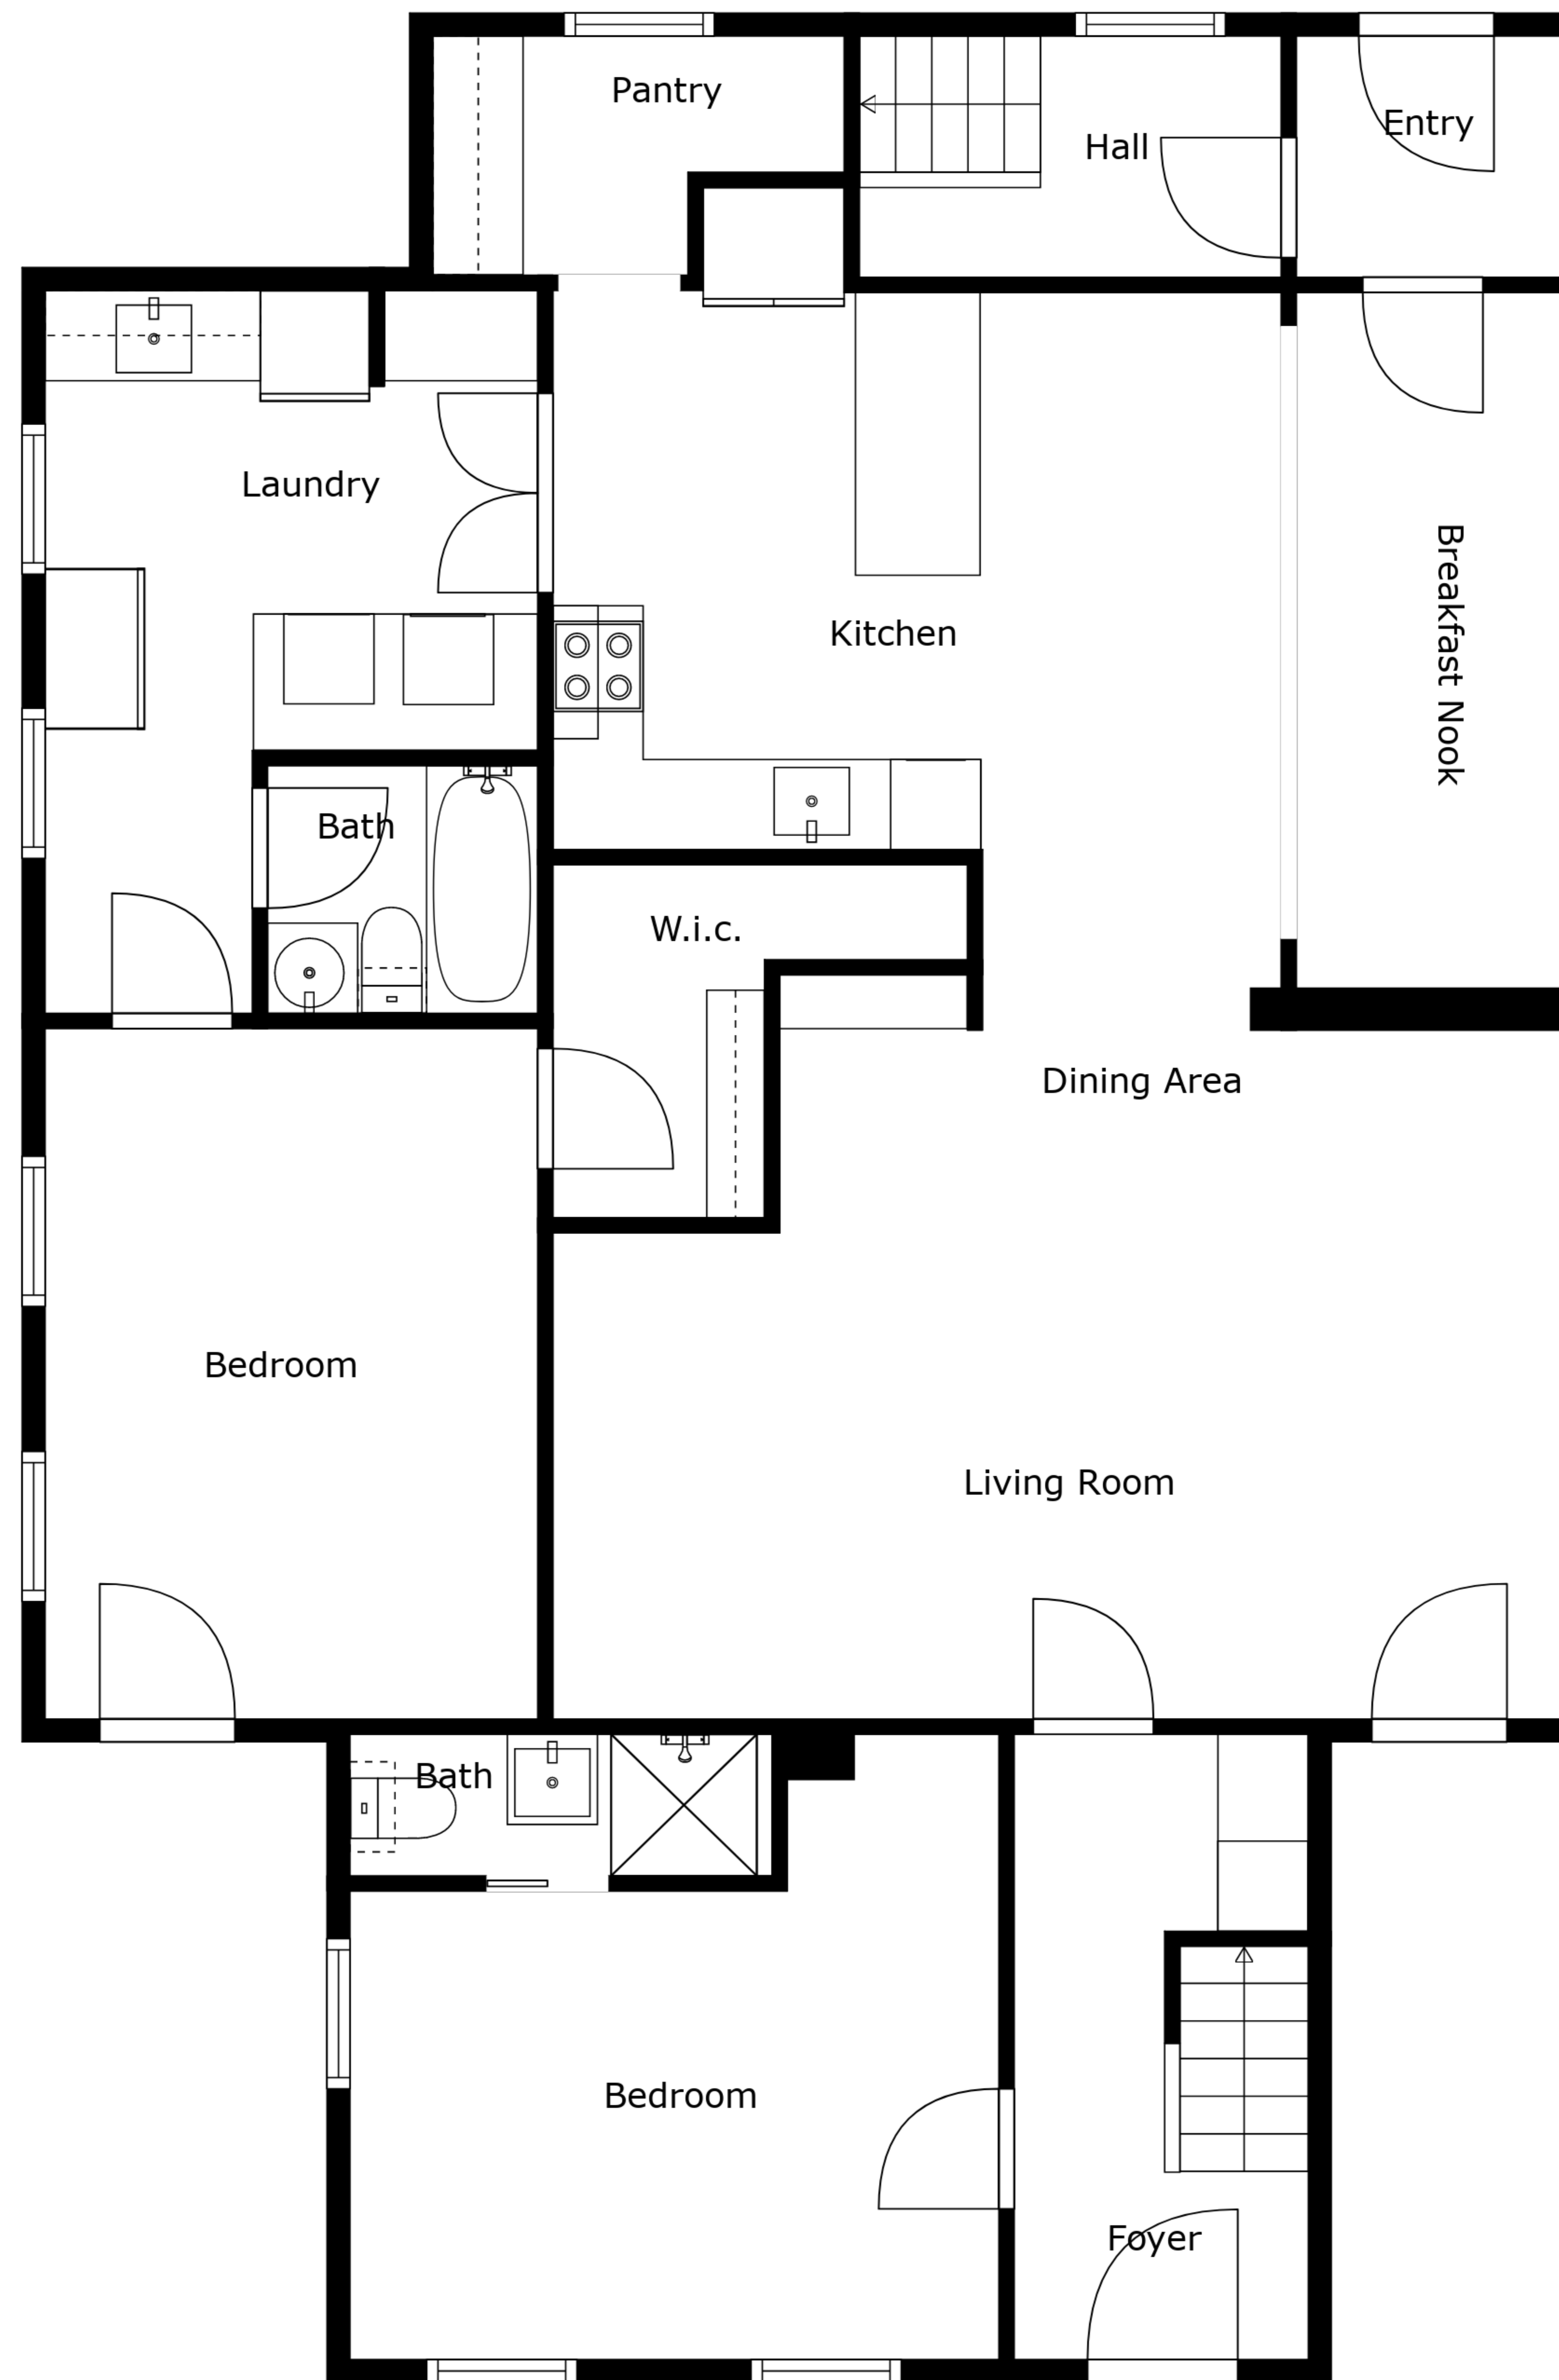 Pantry
Hall
Entry
Laundry
Kitchen
Breakfast Nook
Bath
W.i.c.
Dining Area
Bedroom
Living Room
Bath
Bedroom
Foyer